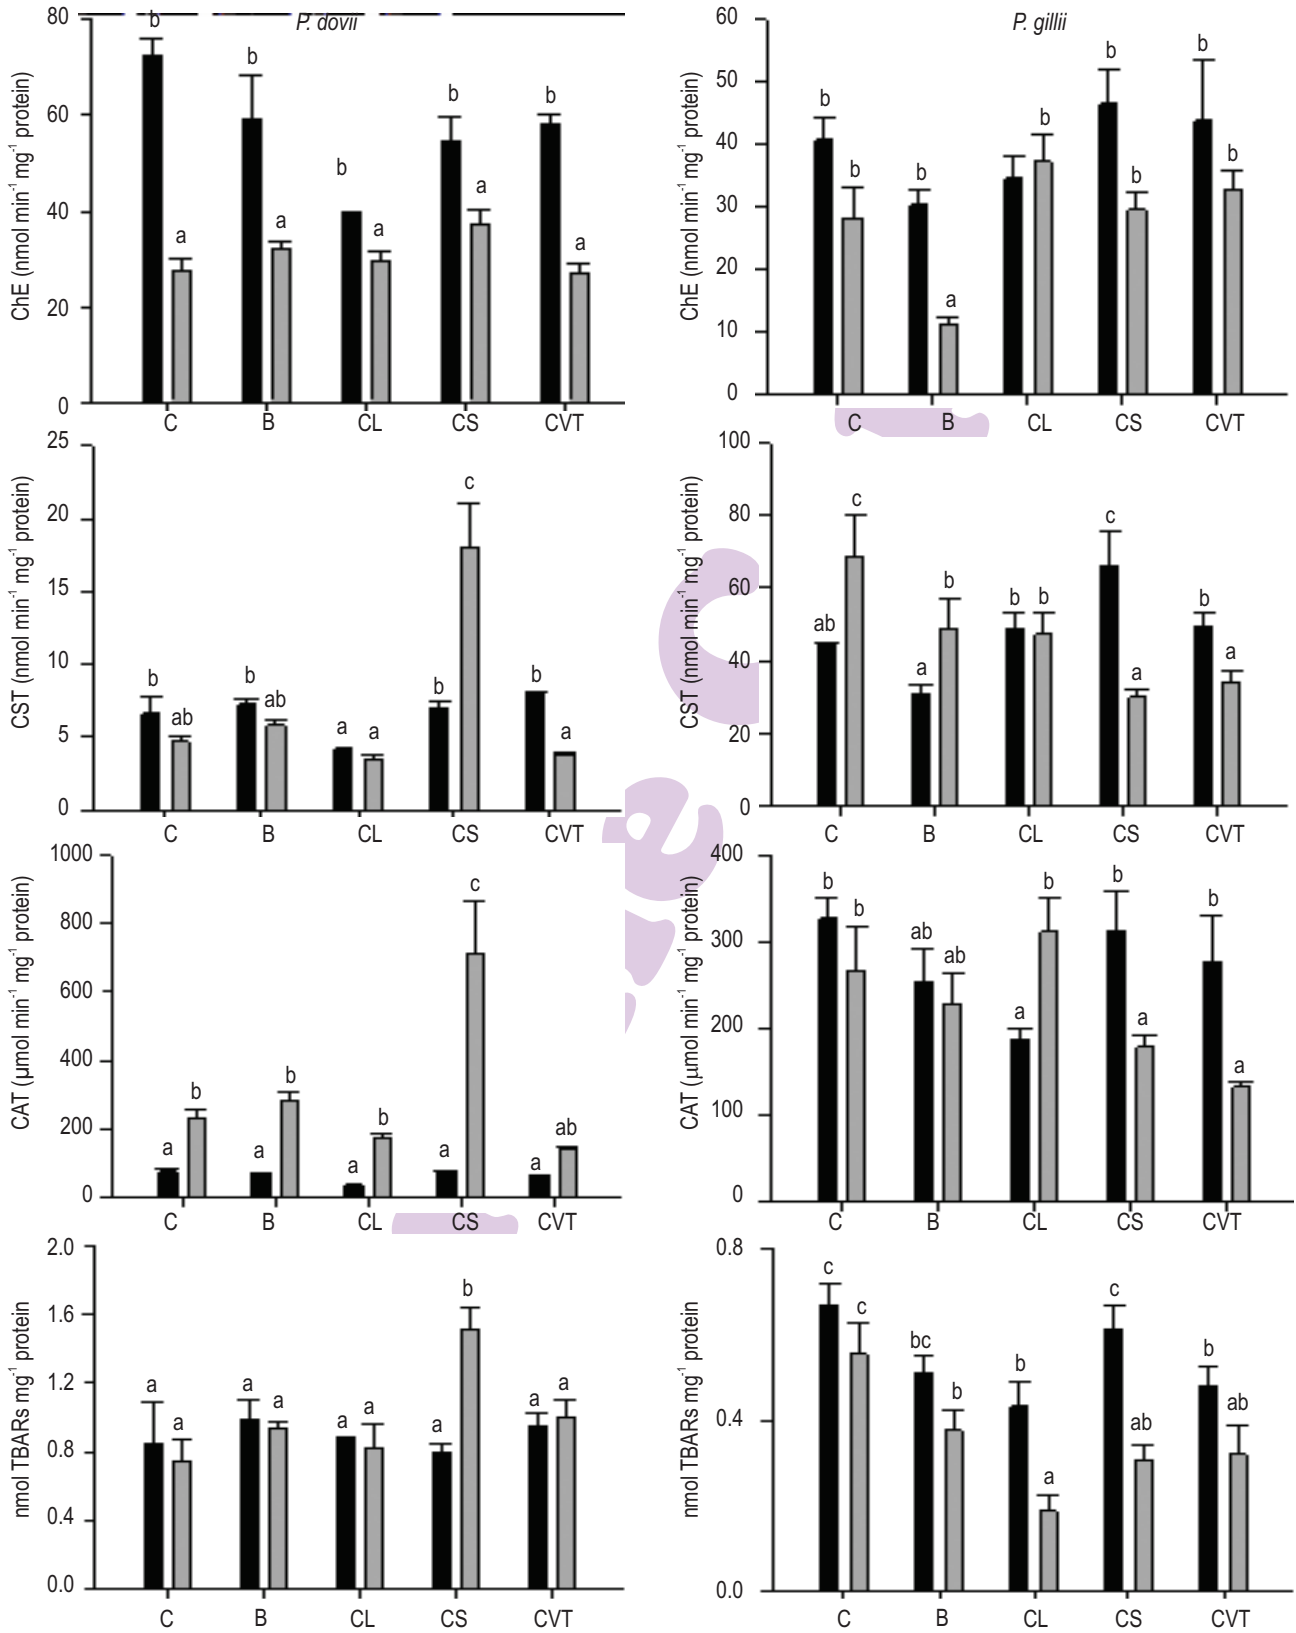 P. dovii
ChE (nmol min-1 mg-1 protein)
80
60
40
20
0
b
a
b
a
b
a
b
a
b
a
C B CL CS CVT
P. gillii
ChE (nmol min-1 mg-1 protein)
60
50
40
30
20
10
0
b
b
b
a
b
b
b
b
b
C B CL CS CVT
CST (nmol min-1 mg-1 protein)
25
20
15
10
5
0
b
ab
b
ab
a
a
b
c
b
a
C B CL CS CVT
CST (nmol min-1 mg-1 protein)
100
80
60
40
20
0
ab
c
a
b
b
b
c
a
b
a
C B CL CS CVT
CAT (µmol min-1 mg-1 protein)
1000
800
600
400
200
0
a
b
a
b
a
b
a
c
a
ab
C B CL CS CVT
CAT (µmol min-1 mg-1 protein)
400
300
200
100
0
b
b
ab
ab
a
b
b
a
b
a
C B CL CS CVT
nmol TBARs mg-1 protein
2.0
1.6
1.2
0.8
0.4
0.0
a
a
a
a
a
a
a
b
a
a
C B CL CS CVT
nmol TBARs mg-1 protein
0.8
0.4
0.0
c
c
bc
b
b
a
c
ab
b
ab
C B CL CS CVT